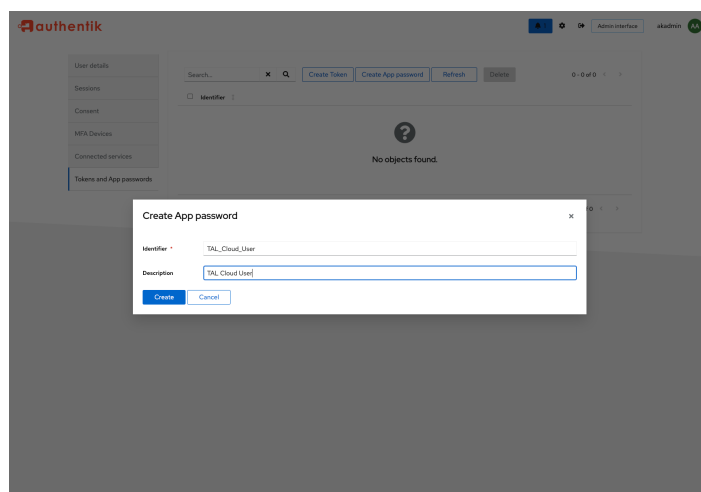 authentik
Admin interface
akadmin
AA
User details
Sessions
Consent
MFA Devices
Connected services
Tokens and App passwords
Search...
Create Token
Create App password
Refresh
Delete
0 - 0 of 0
Identifier
No objects found.
Create App password
Identifier *
TAL_Cloud_User
Description
TAL Cloud User
Create
Cancel